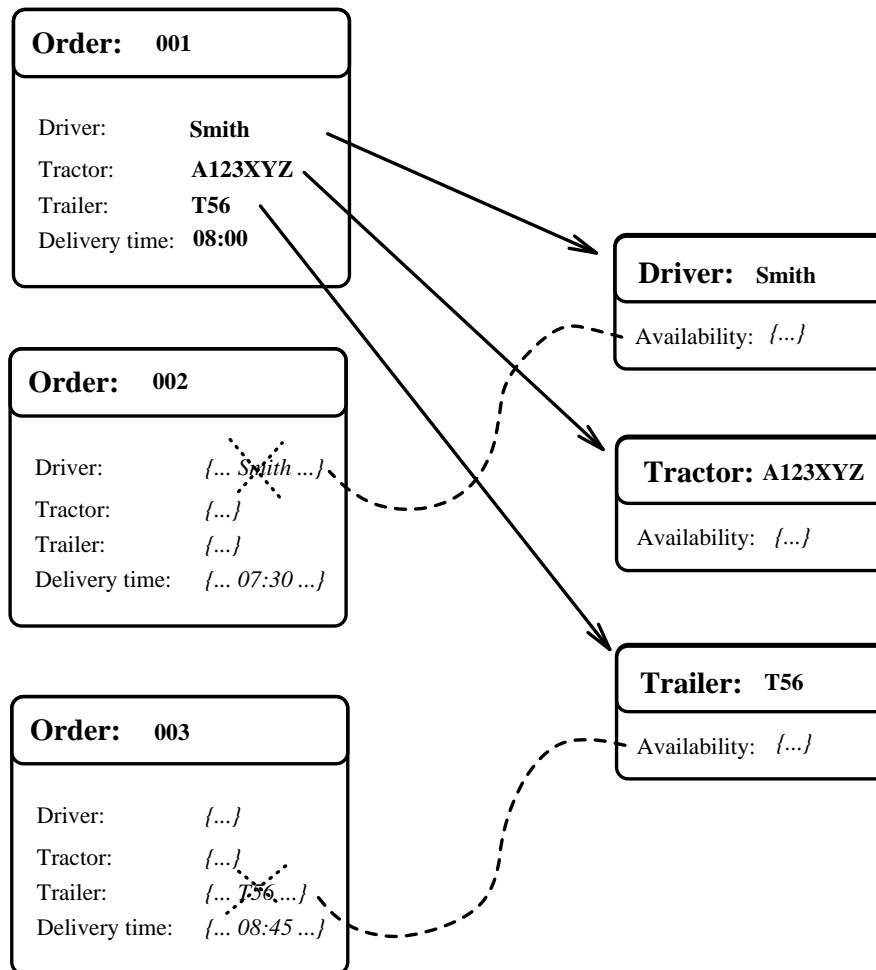 Order: 001
Driver: Smith
Tractor: A123XYZ
Trailer: T56
Delivery time: 08:00
Driver: Smith
Availability: {...}
Order: 002
Driver: {... Smith ...}
Tractor: {...}
Trailer: {...}
Delivery time: {... 07:30 ...}
Tractor: A123XYZ
Availability: {...}
Trailer: T56
Availability: {...}
Order: 003
Driver: {...}
Tractor: {...}
Trailer: {... T56 ...}
Delivery time: {... 08:45 ...}